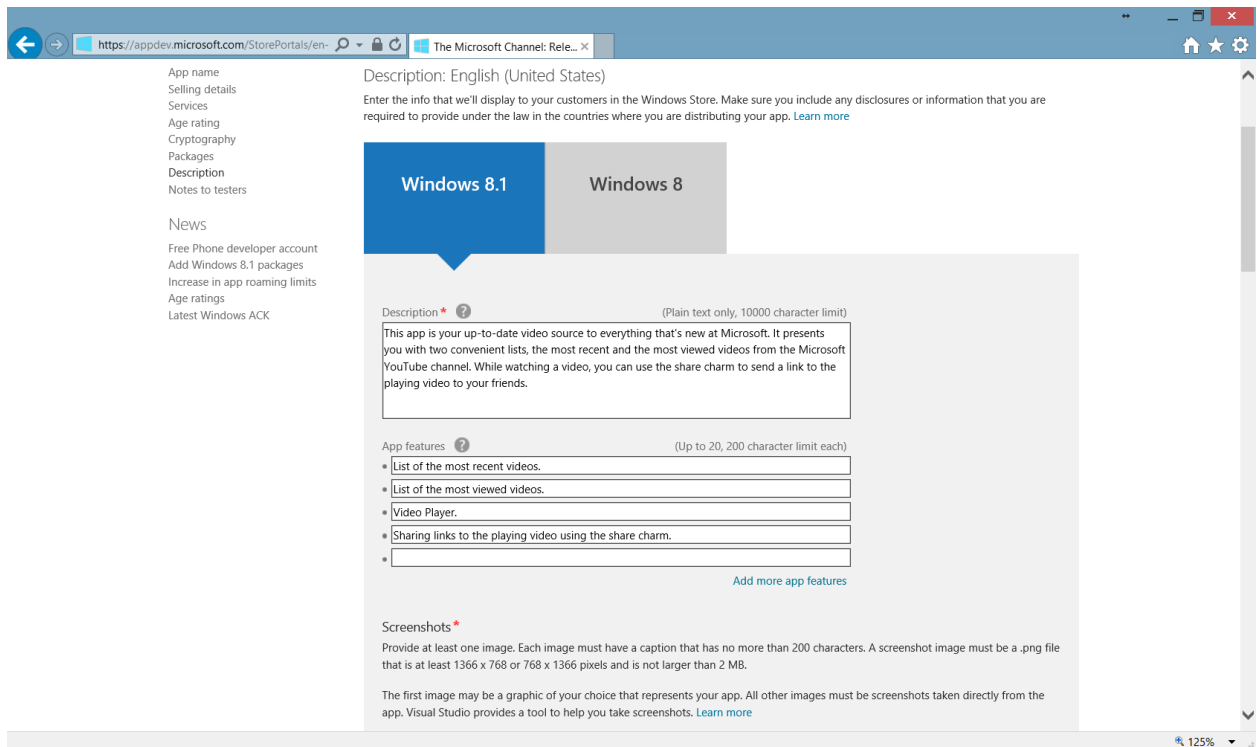 https://appdev.microsoft.com/StorePortals/en-
The Microsoft Channel: Rele...
App name
Selling details
Services
Age rating
Cryptography
Packages
Description
Notes to testers
News
Free Phone developer account
Add Windows 8.1 packages
Increase in app roaming limits
Age ratings
Latest Windows ACK
Description: English (United States)
Enter the info that we'll display to your customers in the Windows Store. Make sure you include any disclosures or information that you are
required to provide under the law in the countries where you are distributing your app. Learn more
Windows 8.1
Windows 8
Description * ?
(Plain text only, 10000 character limit)
This app is your up-to-date video source to everything that's new at Microsoft. It presents
you with two convenient lists, the most recent and the most viewed videos from the Microsoft
YouTube channel. While watching a video, you can use the share charm to send a link to the
playing video to your friends.
App features ?
(Up to 20, 200 character limit each)
List of the most recent videos.
List of the most viewed videos.
Video Player.
Sharing links to the playing video using the share charm.
Add more app features
Screenshots *
Provide at least one image. Each image must have a caption that has no more than 200 characters. A screenshot image must be a .png file
that is at least 1366 x 768 or 768 x 1366 pixels and is not larger than 2 MB.
The first image may be a graphic of your choice that represents your app. All other images must be screenshots taken directly from the
app. Visual Studio provides a tool to help you take screenshots. Learn more
125%